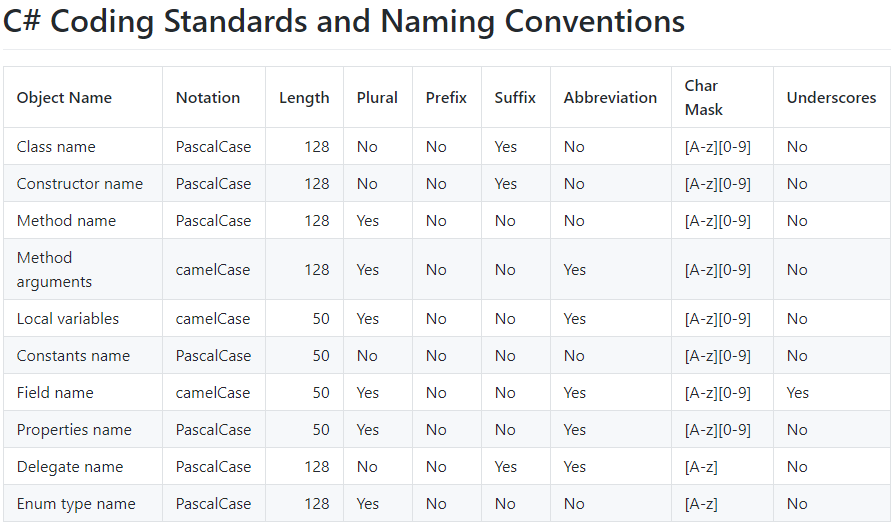 C# Coding Standards and Naming Conventions
Object Name Notation Length Plural Prefix Suffix Abbreviation Char Mask Underscores
Class name PascalCase 128 No No Yes No [A-z][0-9] No
Constructor name PascalCase 128 No No Yes No [A-z][0-9] No
Method name PascalCase 128 Yes No No No [A-z][0-9] No
Method arguments camelCase 128 Yes No No Yes [A-z][0-9] No
Local variables camelCase 50 Yes No No Yes [A-z][0-9] No
Constants name PascalCase 50 No No No No [A-z][0-9] No
Field name camelCase 50 Yes No No Yes [A-z][0-9] Yes
Properties name PascalCase 50 Yes No No Yes [A-z][0-9] No
Delegate name PascalCase 128 No No Yes Yes [A-z] No
Enum type name PascalCase 128 Yes No No No [A-z] No